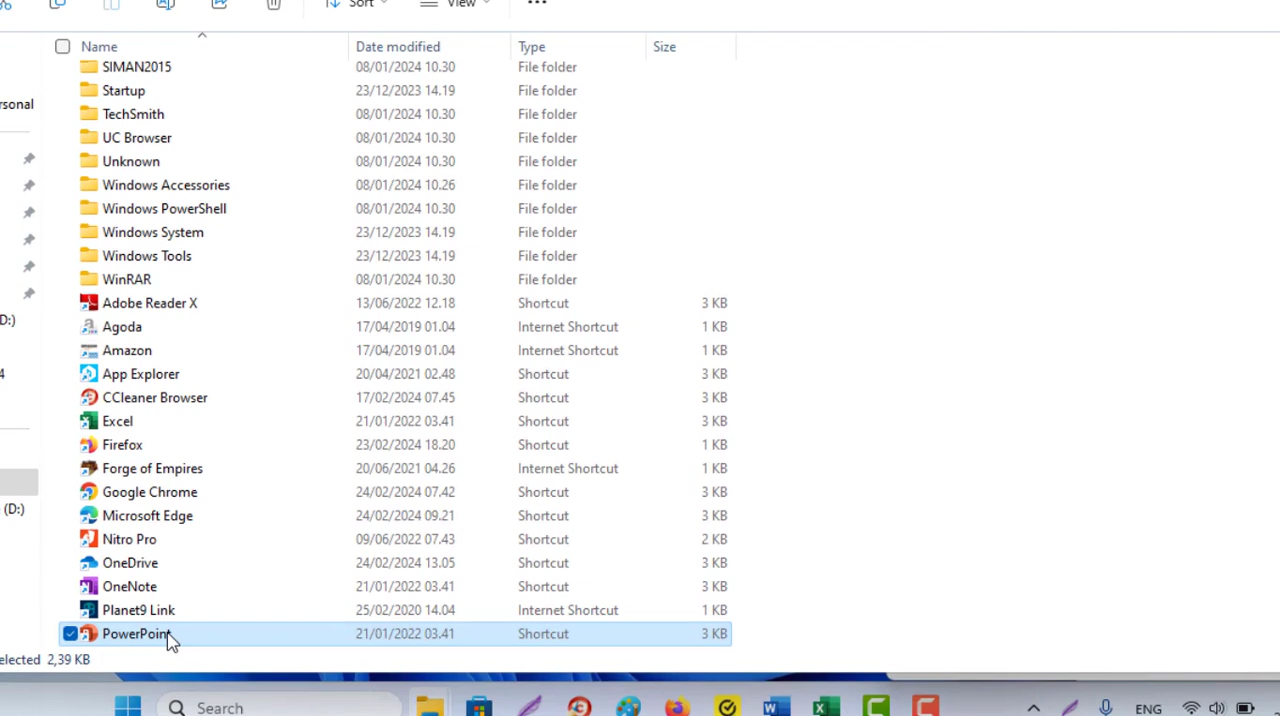 Sort View
Name Date modified Type Size
SIMAN2015 08/01/2024 10.30 File folder
Startup 23/12/2023 14.19 File folder
rsonal
TechSmith 08/01/2024 10.30 File folder
UC Browser 08/01/2024 10.30 File folder
Unknown 08/01/2024 10.30 File folder
Windows Accessories 08/01/2024 10.26 File folder
Windows PowerShell 08/01/2024 10.30 File folder
Windows System 23/12/2023 14.19 File folder
Windows Tools 23/12/2023 14.19 File folder
WinRAR 08/01/2024 10.30 File folder
Adobe Reader X 13/06/2022 12.18 Shortcut 3 KB
D:)
Agoda 17/04/2019 01.04 Internet Shortcut 1 KB
Amazon 17/04/2019 01.04 Internet Shortcut 1 KB
4
App Explorer 20/04/2021 02.48 Shortcut 3 KB
CCleaner Browser 17/02/2024 07.45 Shortcut 3 KB
Excel 21/01/2022 03.41 Shortcut 3 KB
Firefox 23/02/2024 18.20 Shortcut 1 KB
Forge of Empires 20/06/2021 04.26 Internet Shortcut 1 KB
Google Chrome 24/02/2024 07.42 Shortcut 3 KB
(D:)
Microsoft Edge 24/02/2024 09.21 Shortcut 3 KB
Nitro Pro 09/06/2022 07.43 Shortcut 2 KB
OneDrive 24/02/2024 13.05 Shortcut 3 KB
OneNote 21/01/2022 03.41 Shortcut 3 KB
Planet9 Link 25/02/2020 14.04 Internet Shortcut 1 KB
PowerPoint 21/01/2022 03.41 Shortcut 3 KB
elected 2,39 KB
Search ENG